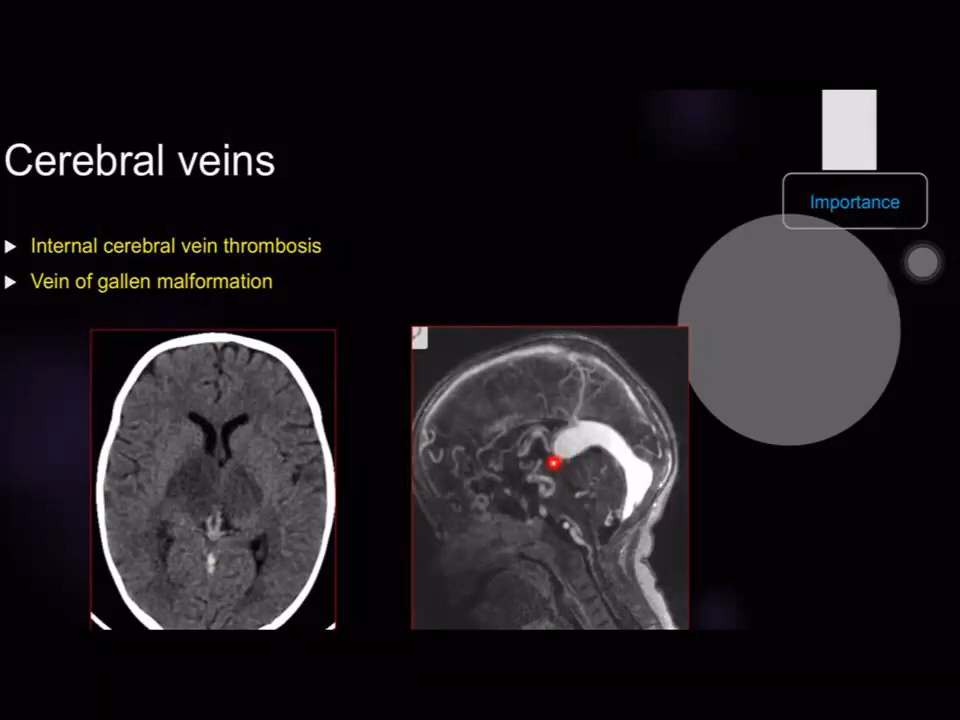 Cerebral veins
Importance
Internal cerebral vein thrombosis
Vein of gallen malformation